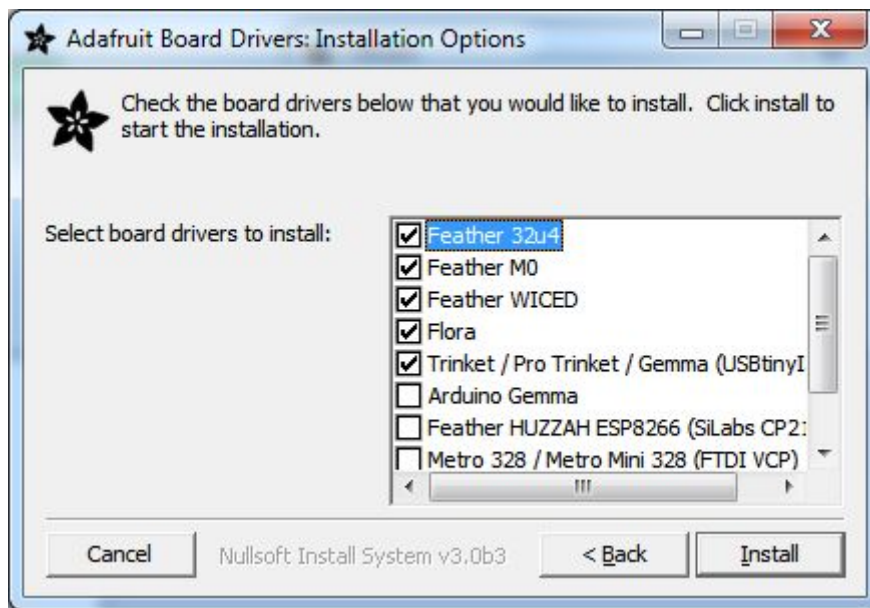 Adafruit Board Drivers: Installation Options
Check the board drivers below that you would like to install. Click install to
start the installation.
Select board drivers to install:
Feather 32u4
Feather M0
Feather WICED
Flora
Trinket / Pro Trinket / Gemma (USBtinyI
Arduino Gemma
Feather HUZZAH ESP8266 (SiLabs CP21
Metro 328 / Metro Mini 328 (FTDI VCP)
Cancel
Nullsoft Install System v3.0b3
< Back
Install